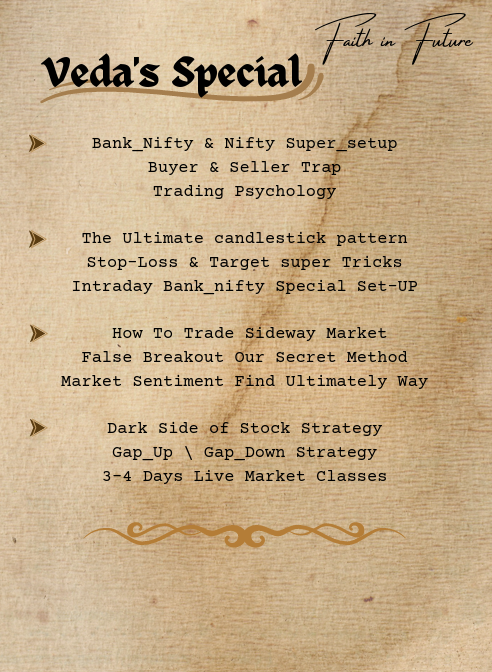 Faith in Future
Veda's Special
Bank_Nifty & Nifty Super_setup
Buyer & Seller Trap
Trading Psychology
The Ultimate candlestick pattern
Stop-Loss & Target super Tricks
Intraday Bank_nifty Special Set-UP
How To Trade Sideway Market
False Breakout Our Secret Method
Market Sentiment Find Ultimately Way
Dark Side of Stock Strategy
Gap_Up \ Gap_Down Strategy
3-4 Days Live Market Classes